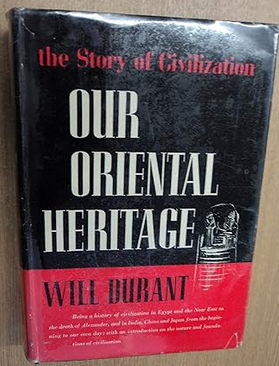 the Story of Civilization
OUR
ORIENTAL
HERITAGE
WILL DURANT
Being a history of civilization in Egypt and the Near East to
the death of Alexander, and in India, China and Japan from the begin-
ning to our own day; with an introduction on the nature and founda-
tions of civilization